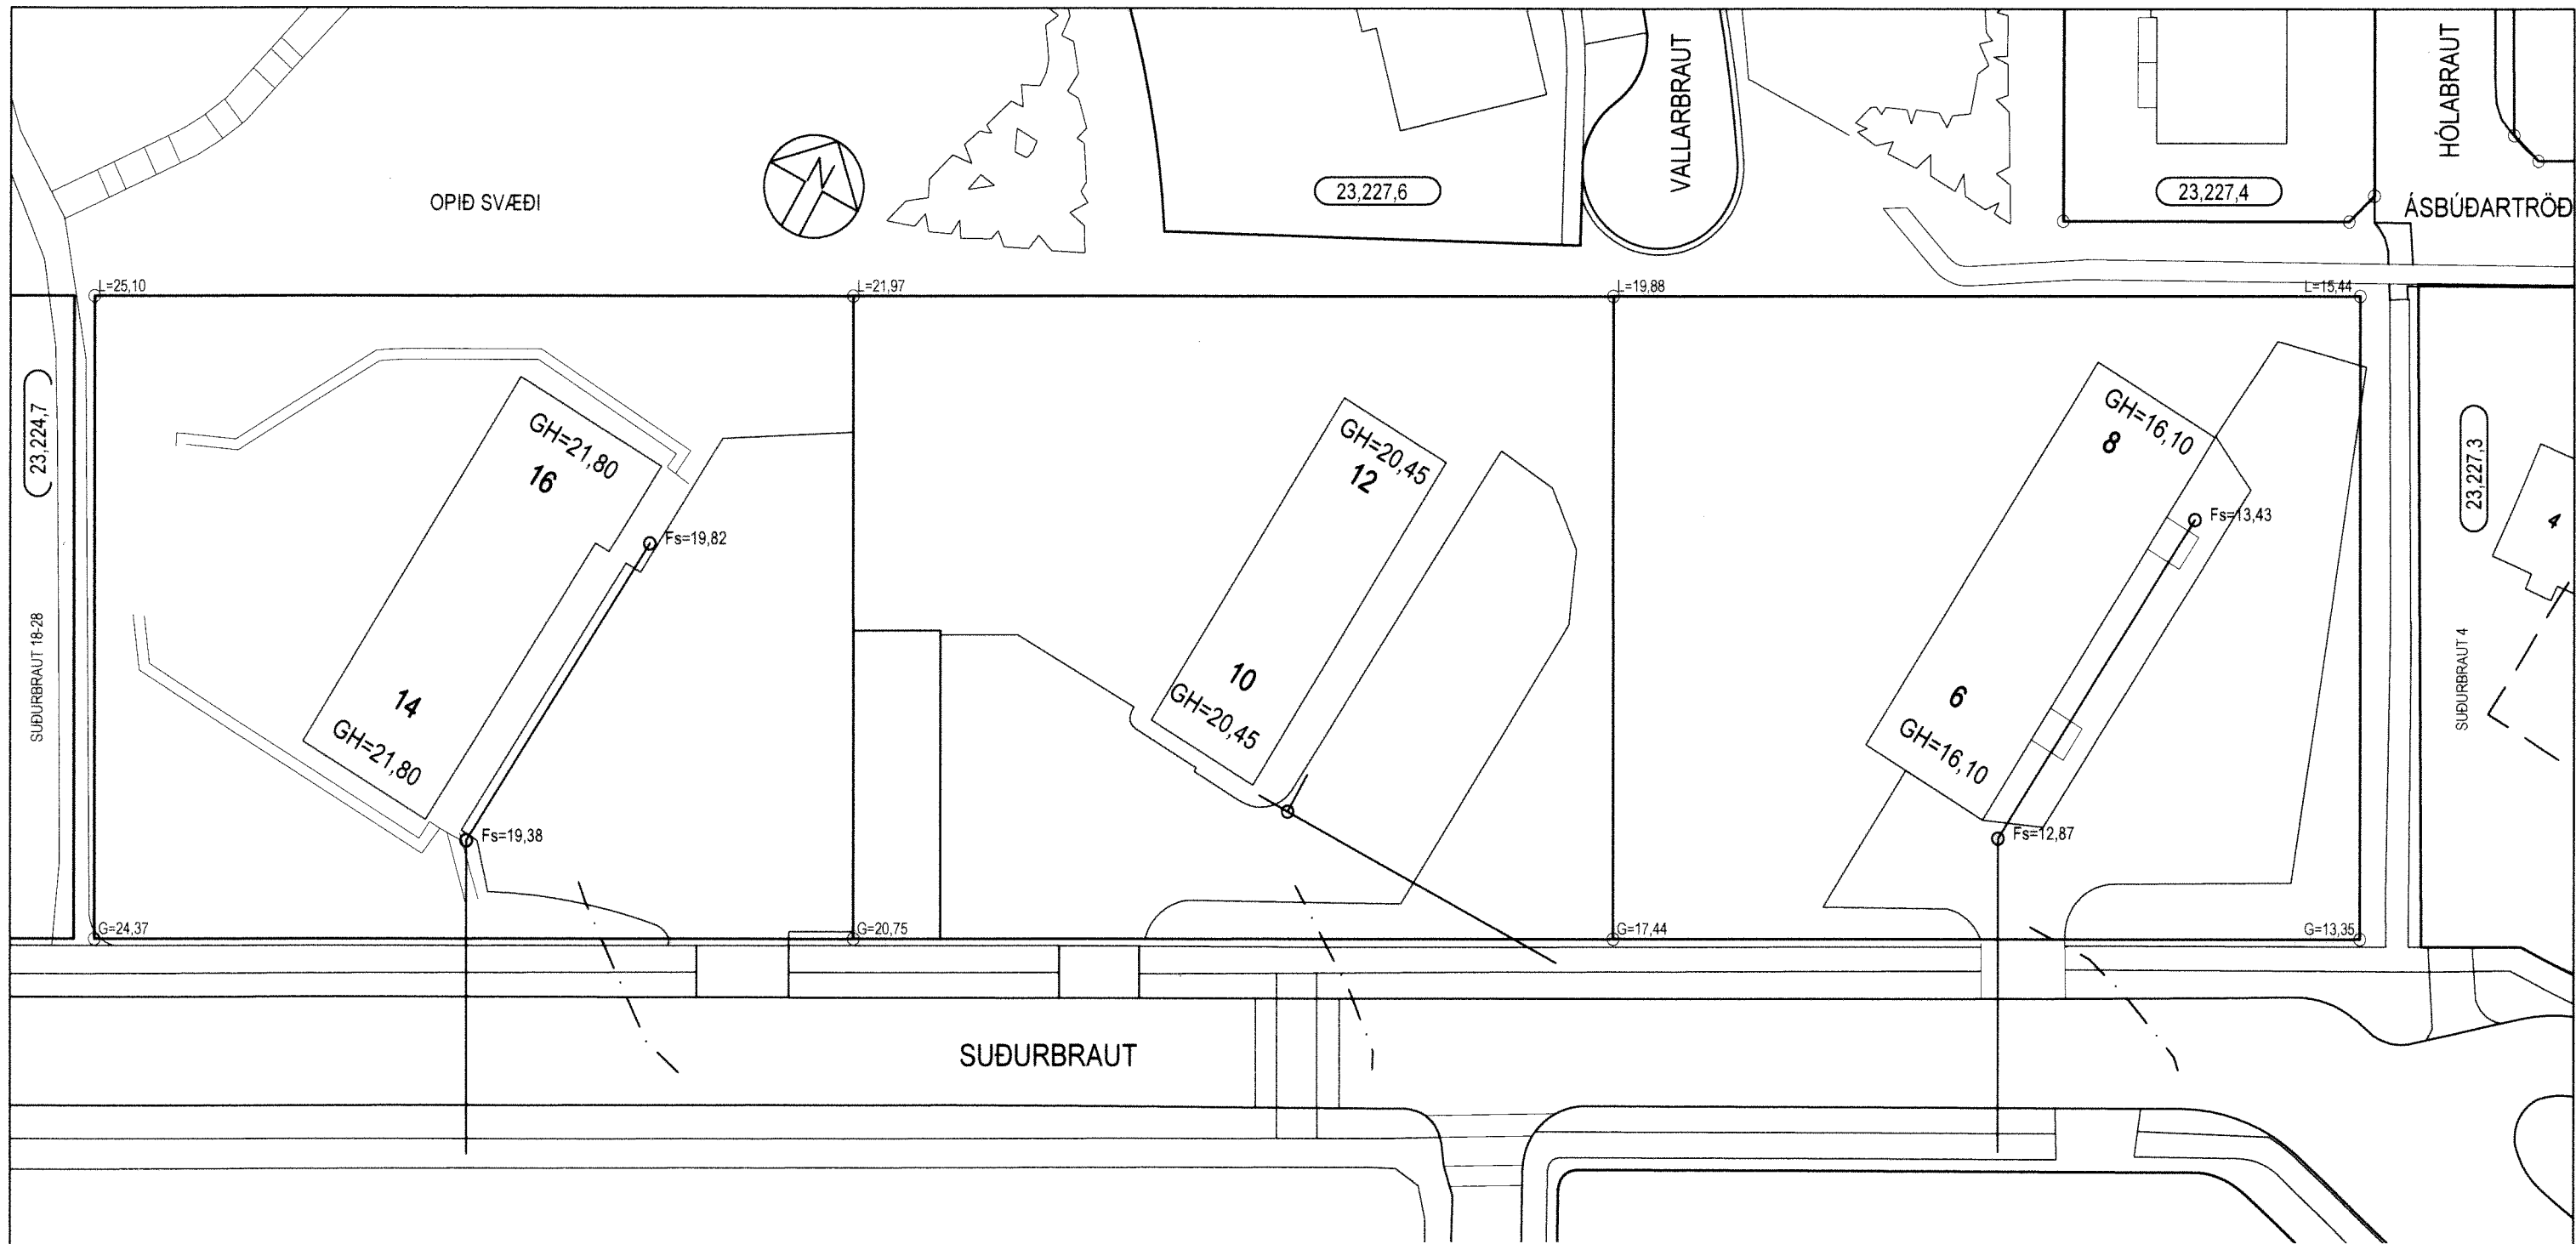 OPIÐ SVÆÐI
N
VALLARBRAUT
HÓLABRAUT
23,227,6
23,227,4
ÁSBÚÐARTRÖÐ
L=25,10
L=21,97
L=19,88
L=15,44
23,224,7
SUÐURBRAUT 18-28
GH=21,80
16
Fs=19,82
14
GH=21,80
Fs=19,38
GH=20,45
12
10
GH=20,45
GH=16,10
8
Fs=13,43
6
GH=16,10
Fs=12,87
23,227,3
4
SUÐURBRAUT 4
G=24,37
G=20,75
G=17,44
G=13,35
SUÐURBRAUT